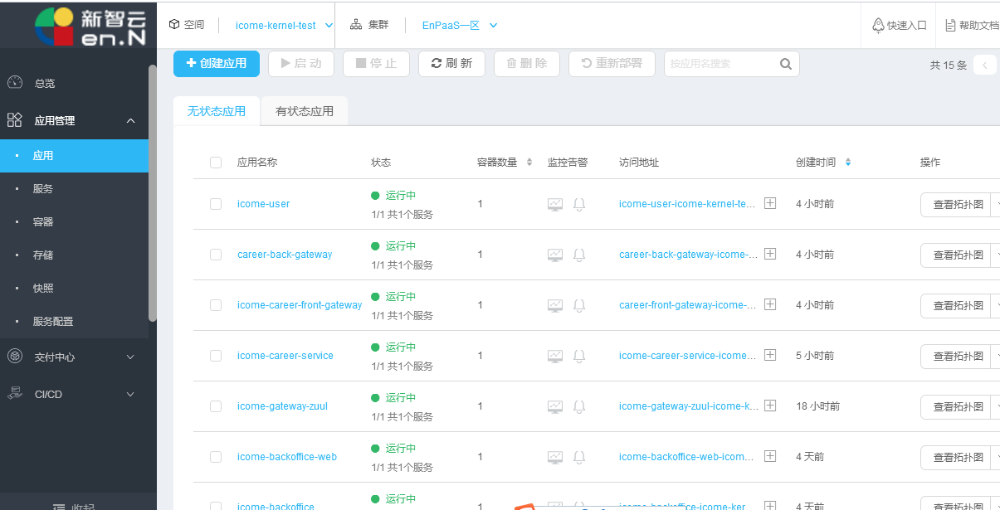 新智云
en.N
空间
icome-kernel-test
集群
EnPaaS一区
快速入口
帮助文档
总览
应用管理
应用
服务
容器
存储
快照
服务配置
交付中心
CI/CD
收起
创建应用
启动
停止
刷新
删除
重新部署
按应用名搜索
共 15 条
无状态应用
有状态应用
应用名称 状态 容器数量 监控告警 访问地址 创建时间 操作
icome-user 运行中 1 icome-user-icome-kernel-te... 4 小时前 查看拓扑图
1/1 共1个服务
career-back-gateway 运行中 1 career-back-gateway-icome-... 4 小时前 查看拓扑图
1/1 共1个服务
icome-career-front-gateway 运行中 1 career-front-gateway-icome-... 4 小时前 查看拓扑图
1/1 共1个服务
icome-career-service 运行中 1 icome-career-service-icome... 5 小时前 查看拓扑图
1/1 共1个服务
icome-gateway-zuul 运行中 1 icome-gateway-zuul-icome-k... 18 小时前 查看拓扑图
1/1 共1个服务
icome-backoffice-web 运行中 1 icome-backoffice-web-icom... 4 天前 查看拓扑图
1/1 共1个服务
icome-backoffice 运行中 1 icome-backoffice-icome-ker 4 天前 查看拓扑图